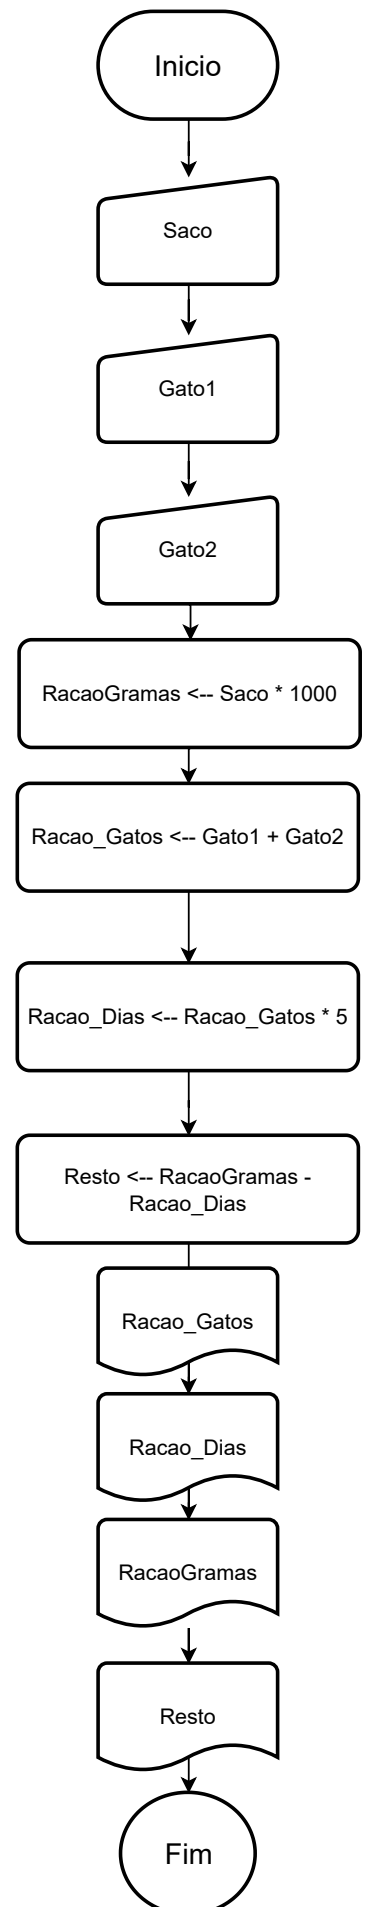 Inicio
Saco
Gato1
Gato2
RacaoGramas <-- Saco * 1000
Racao_Gatos <-- Gato1 + Gato2
Racao_Dias <-- Racao_Gatos * 5
Resto <-- RacaoGramas -
Racao_Dias
Racao_Gatos
Racao_Dias
RacaoGramas
Resto
Fim